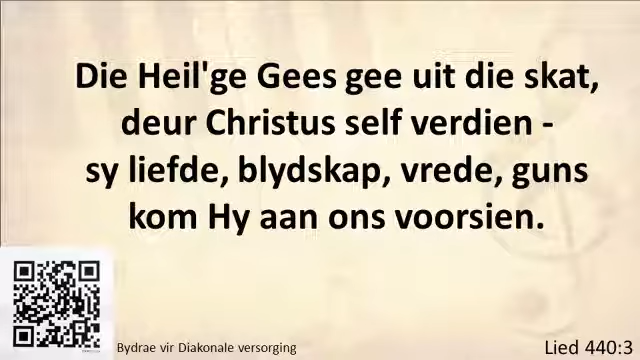 Die Heil'ge Gees gee uit die skat,
deur Christus self verdien -
sy liefde, blydskap, vrede, guns
kom Hy aan ons voorsien.
Bydrae vir Diakonale versorging
Lied 440:3